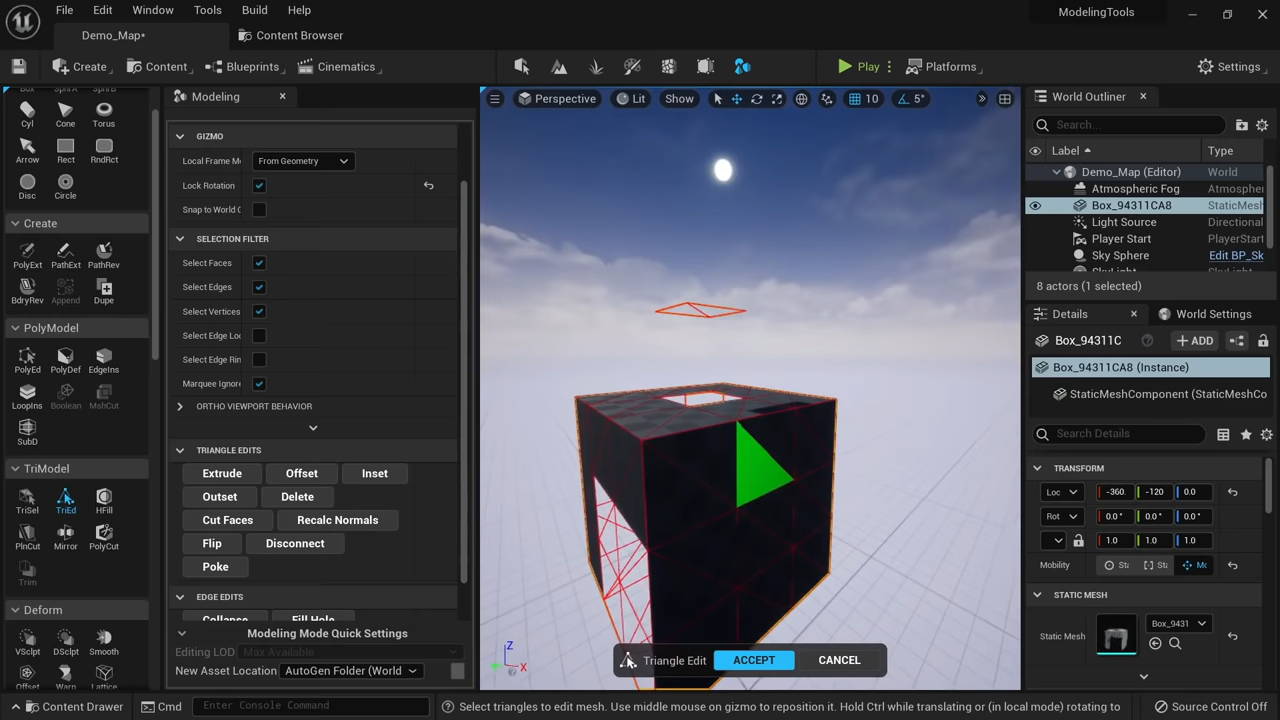 File Edit Window Tools Build Help
ModelingTools
Demo_Map*
Content Browser
Create
Content
Blueprints
Cinematics
Play
Platforms
Settings
Cyl Cone Torus
Arrow Rect RndRct
Disc Circle
Create
PolyExt PathExt PathRev
BdryRev Append Dupe
PolyModel
PolyEd PolyDef EdgeIns
LoopIns Boolean MshCut
SubD
TriModel
TriSel TriEd HFill
PlnCut Mirror PolyCut
Trim
Deform
VSclpt DSclpt Smooth
Offset Warp Lattice
Modeling
GIZMO
Local Frame M
From Geometry
Lock Rotation
Snap to World G
SELECTION FILTER
Select Faces
Select Edges
Select Vertices
Select Edge Loo
Select Edge Rin
Marquee Ignore
ORTHO VIEWPORT BEHAVIOR
TRIANGLE EDITS
Extrude Offset Inset
Outset Delete
Cut Faces Recalc Normals
Flip Disconnect
Poke
EDGE EDITS
Collapse Fill Hole
Modeling Mode Quick Settings
Editing LOD Max Available
New Asset Location AutoGen Folder (World
Perspective Lit Show
10
5°
Z
X
Triangle Edit ACCEPT CANCEL
World Outliner
Search...
Label Type
Demo_Map (Editor) World
Atmospheric Fog Atmosphe
Box_94311CA8 StaticMesh
Light Source Directional
Player Start PlayerStart
Sky Sphere Edit BP_Sk
8 actors (1 selected)
Details
World Settings
Box_94311C
ADD
Box_94311CA8 (Instance)
StaticMeshComponent (StaticMeshCo
Search Details
TRANSFORM
Loc -360. -120 0.0
Rot 0.0 ° 0.0 ° 0.0 °
1.0 1.0 1.0
Mobility Sta Sta Mo
STATIC MESH
Static Mesh
Box_9431
Content Drawer
Cmd
Enter Console Command
Select triangles to edit mesh. Use middle mouse on gizmo to reposition it. Hold Ctrl while translating or (in local mode) rotating to
Source Control Off